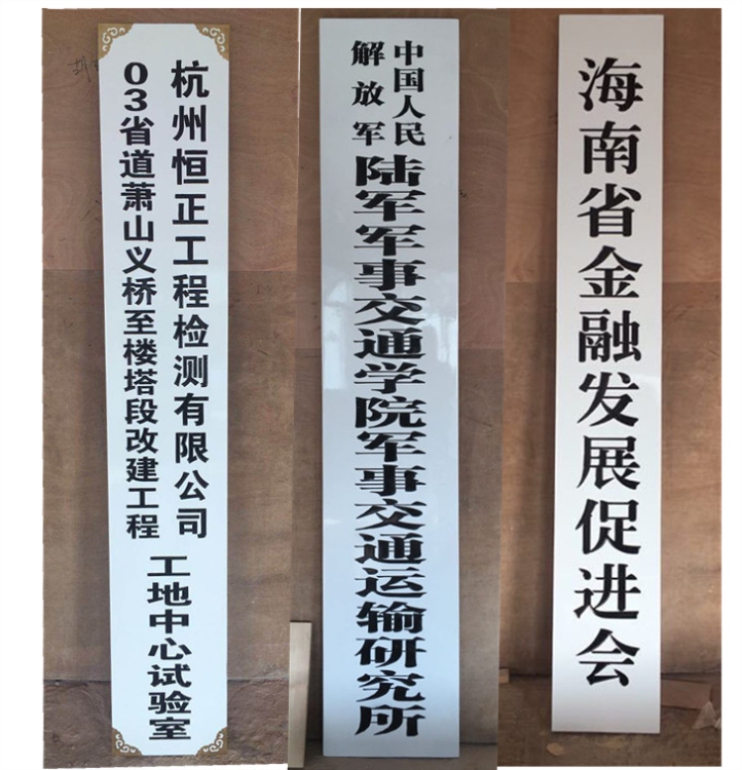 杭州恒正工程检测有限公司
03省道萧山义桥至楼塔段改建工程
工地中心试验室
中国人民
解放军
陆军军事交通学院军事交通运输研究所
海南省金融发展促进会